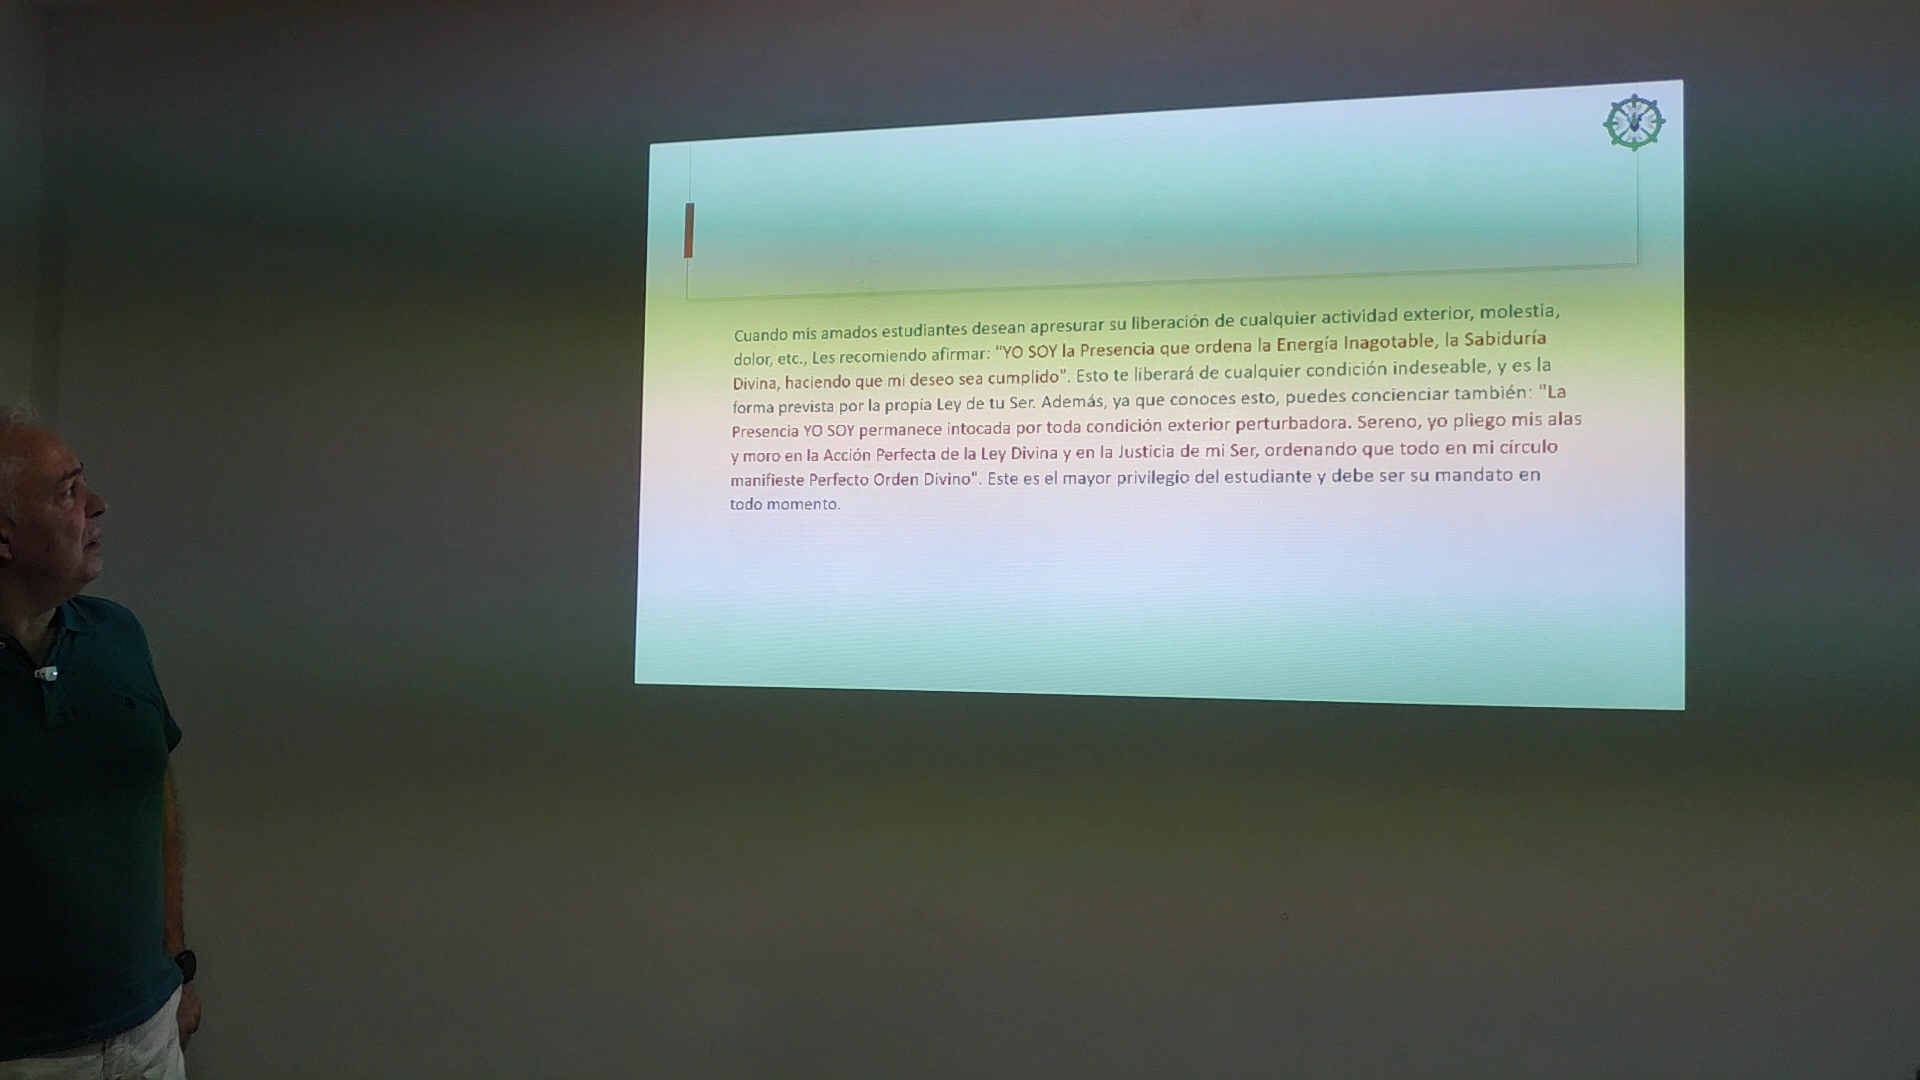 Cuando mis amados estudiantes desean apresurar su liberación de cualquier actividad exterior, molestia,
dolor, etc., Les recomiendo afirmar: "YO SOY la Presencia que ordena la Energía Inagotable, la Sabiduría
Divina, haciendo que mi deseo sea cumplido". Esto te liberará de cualquier condición indeseable, y es la
forma prevista por la propia Ley de tu Ser. Además, ya que conoces esto, puedes concienciar también: "La
Presencia YO SOY permanece intocada por toda condición exterior perturbadora. Sereno, yo pliego mis alas
y moro en la Acción Perfecta de la Ley Divina y en la Justicia de mi Ser, ordenando que todo en mi círculo
manifieste Perfecto Orden Divino". Este es el mayor privilegio del estudiante y debe ser su mandato en
todo momento.